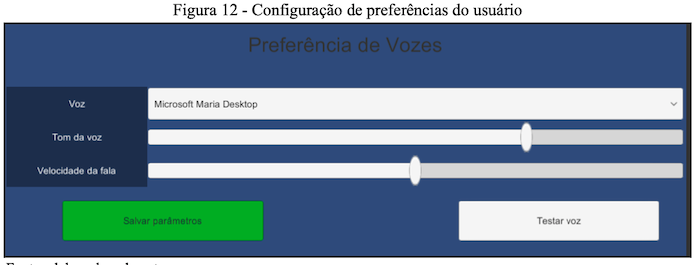 Figura 12 - Configuração de preferências do usuário
Preferência de Vozes
Voz
Microsoft Maria Desktop
Tom da voz
Velocidade da fala
Salvar parâmetros
Testar voz